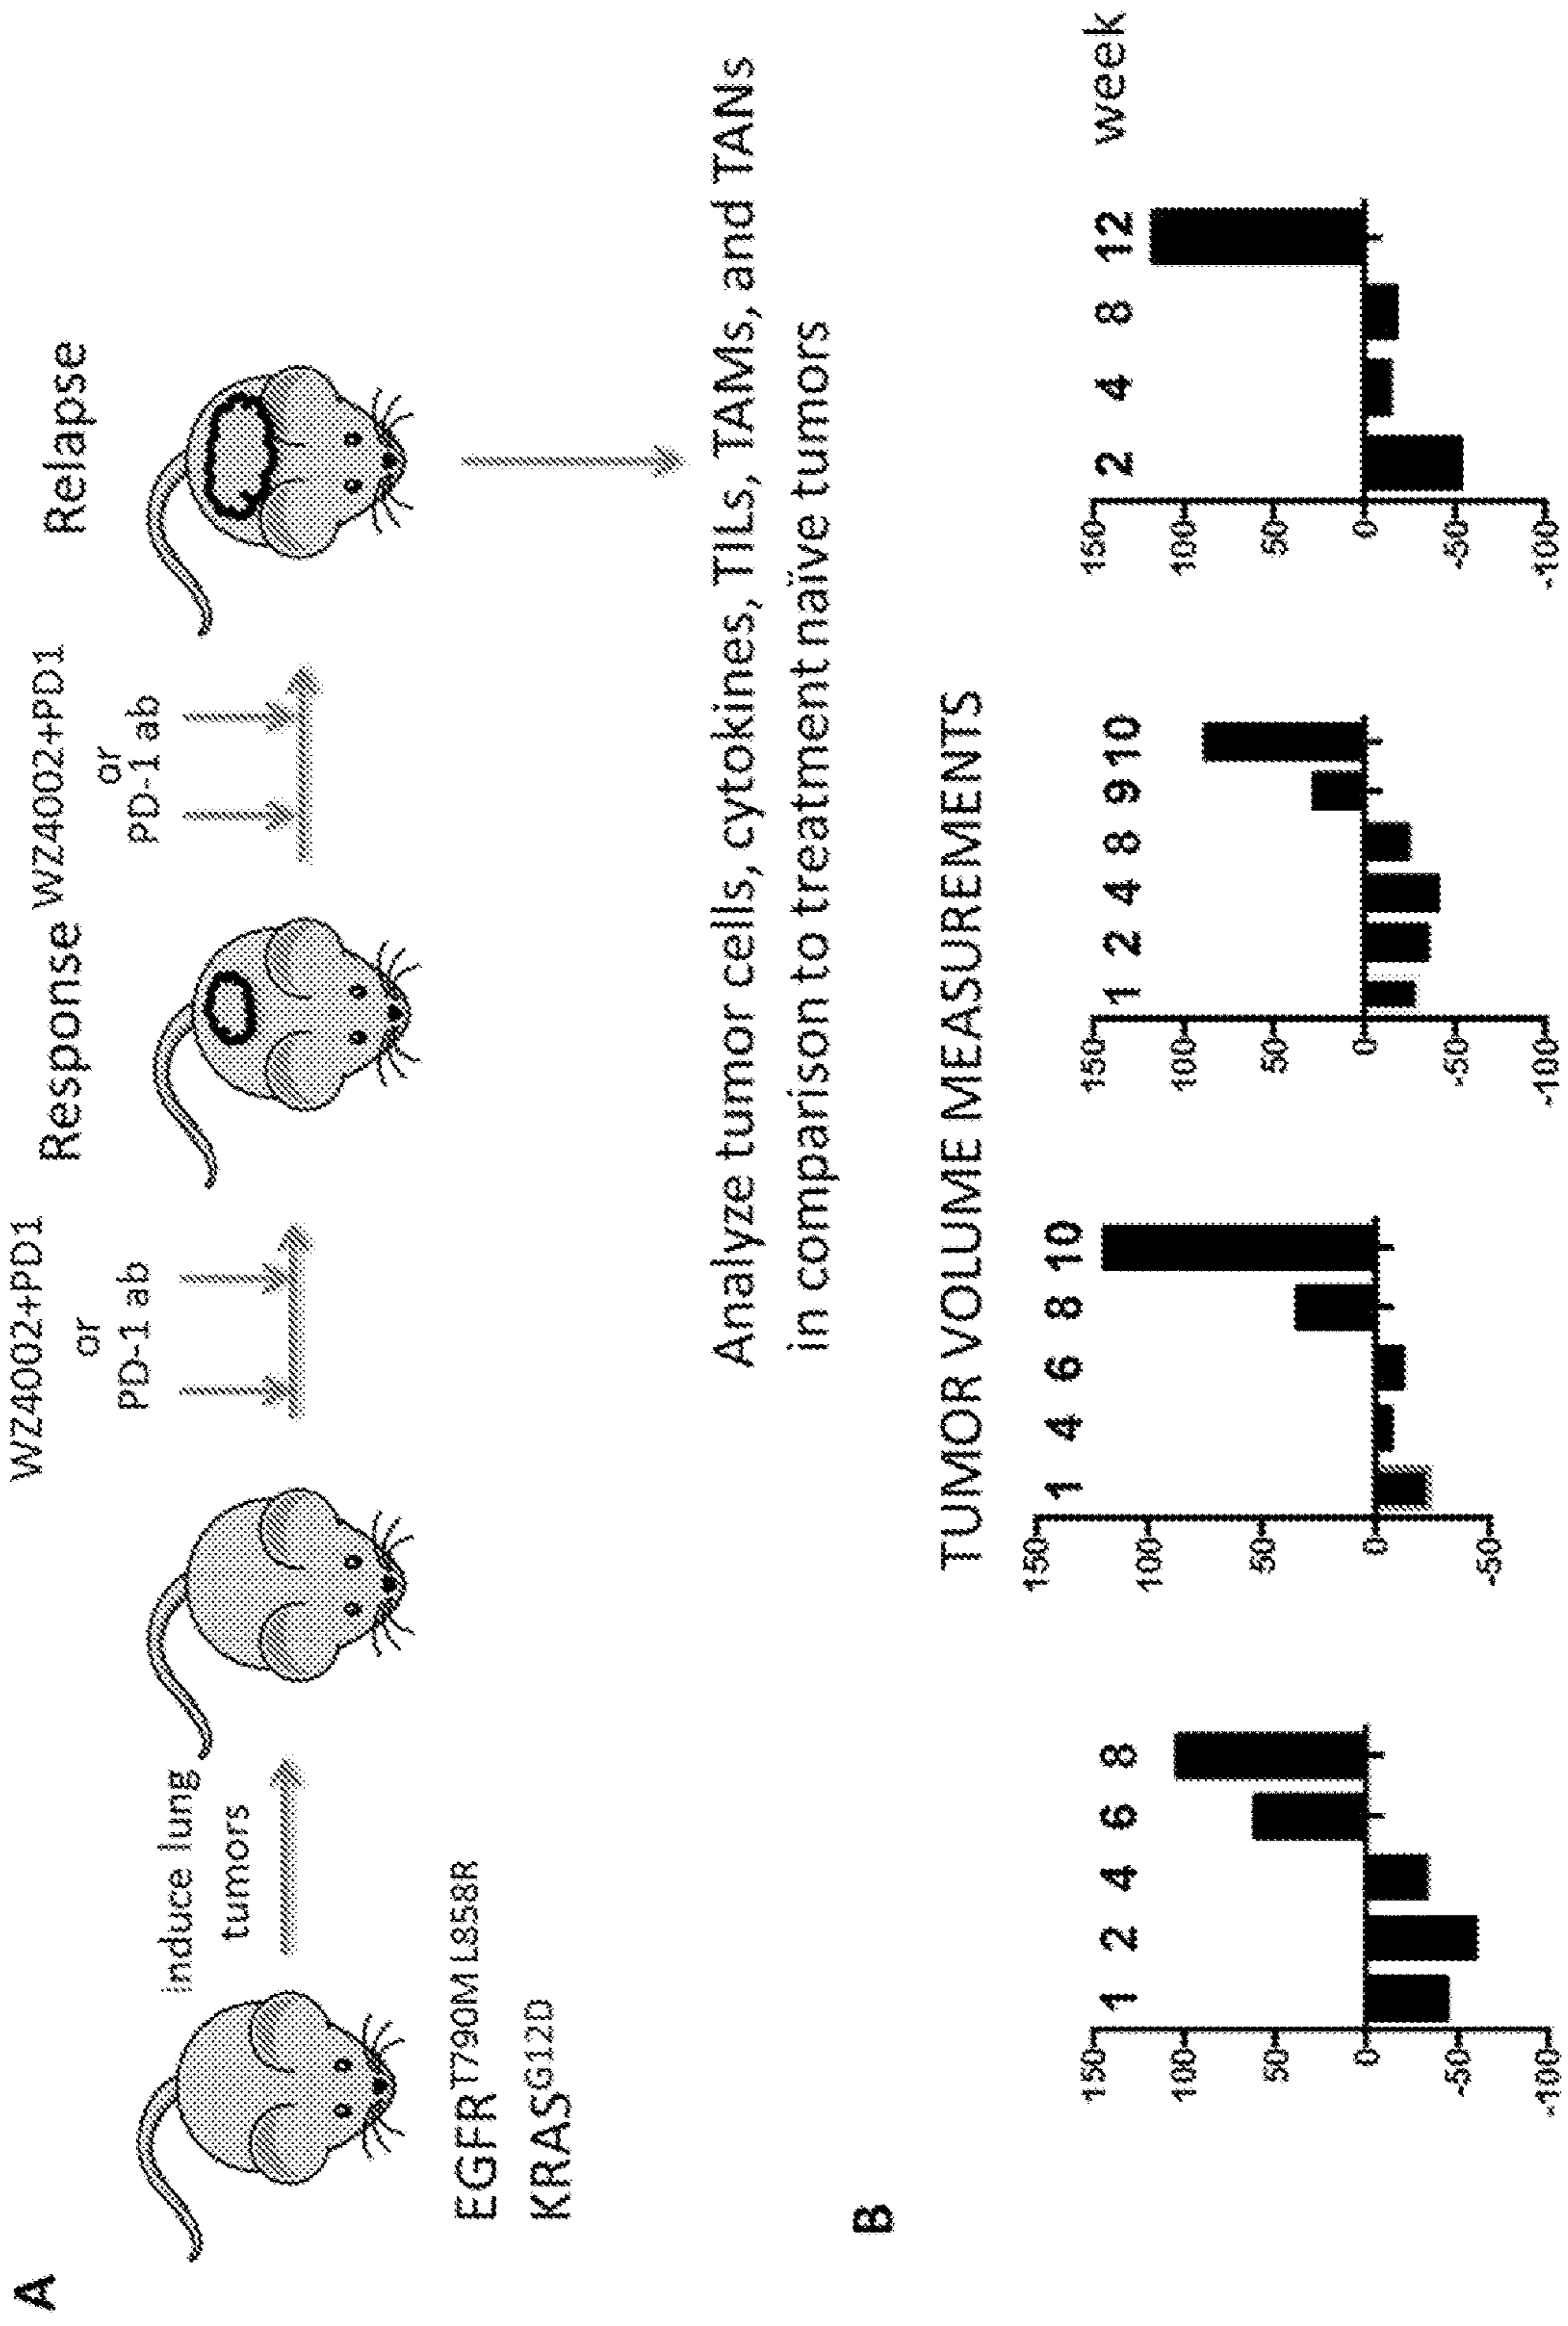 A
induce lung
tumors
EGFR^T790M L858R
KRAS^G12D
WZ4002+PD1
or
PD-1 ab
Response
WZ4002+PD1
or
PD-1 ab
Relapse
Analyze tumor cells, cytokines, TILs, TAMs, and TANs
in comparison to treatment naïve tumors
B
TUMOR VOLUME MEASUREMENTS
1 2 4 6 8
150
100
50
0
-50
-100
1 4 6 8 10
150
100
50
0
-50
1 2 4 8 9 10
150
100
50
0
-50
-100
2 4 8 12 week
150
100
50
0
-50
-100